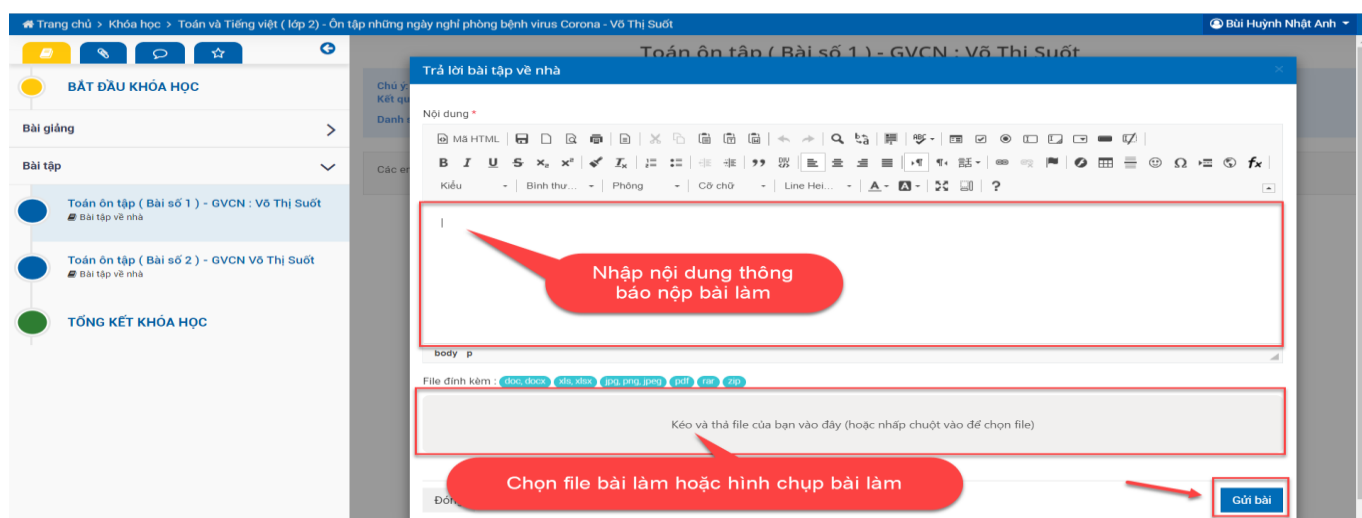 Trang chủ > Khóa học > Toán và Tiếng việt ( lớp 2) - Ôn tập những ngày nghỉ phòng bệnh virus Corona - Võ Thị Suốt
Bùi Huỳnh Nhật Anh
Toán ôn tập ( Bài số 1 ) - GVCN : Võ Thị Suốt
BẮT ĐẦU KHÓA HỌC
Bài giảng
Bài tập
Toán ôn tập ( Bài số 1 ) - GVCN : Võ Thị Suốt
Bài tập về nhà
Toán ôn tập ( Bài số 2 ) - GVCN Võ Thị Suốt
Bài tập về nhà
TỔNG KẾT KHÓA HỌC
Chú ý:
Kết qu
Danh s
Các em
Trả lời bài tập về nhà
Nội dung *
Mã HTML
Kiểu Bình thư... Phông Cỡ chữ Line Hei... A A ?
Nhập nội dung thông
báo nộp bài làm
body p
File đính kèm : doc, docx xls, xlsx jpg, png, jpeg pdf rar zip
Kéo và thả file của bạn vào đây (hoặc nhấp chuột vào để chọn file)
Chọn file bài làm hoặc hình chụp bài làm
Đóng
Gửi bài